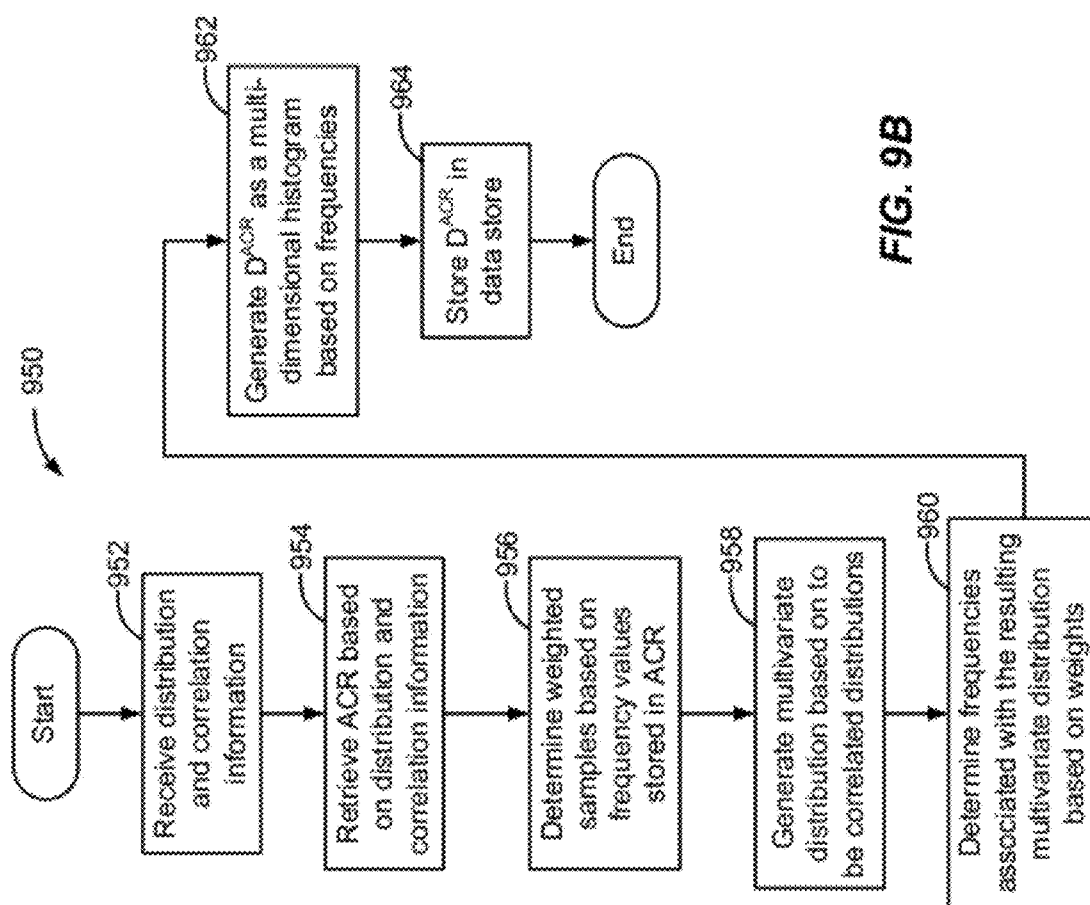 950
Start
952
Receive distribution
and correlation
information
954
Retrieve ACR based
on distribution and
correlation information
956
Determine weighted
samples based on
frequency values
stored in ACR
958
Generate multivariate
distribution based on to
be correlated distributions
960
Determine frequencies
associated with the resulting
multivariate distribution
based on weights
962
Generate D^ACR as a multi-
dimensional histogram
based on frequencies
964
Store D^ACR in
data store
End
FIG. 9B